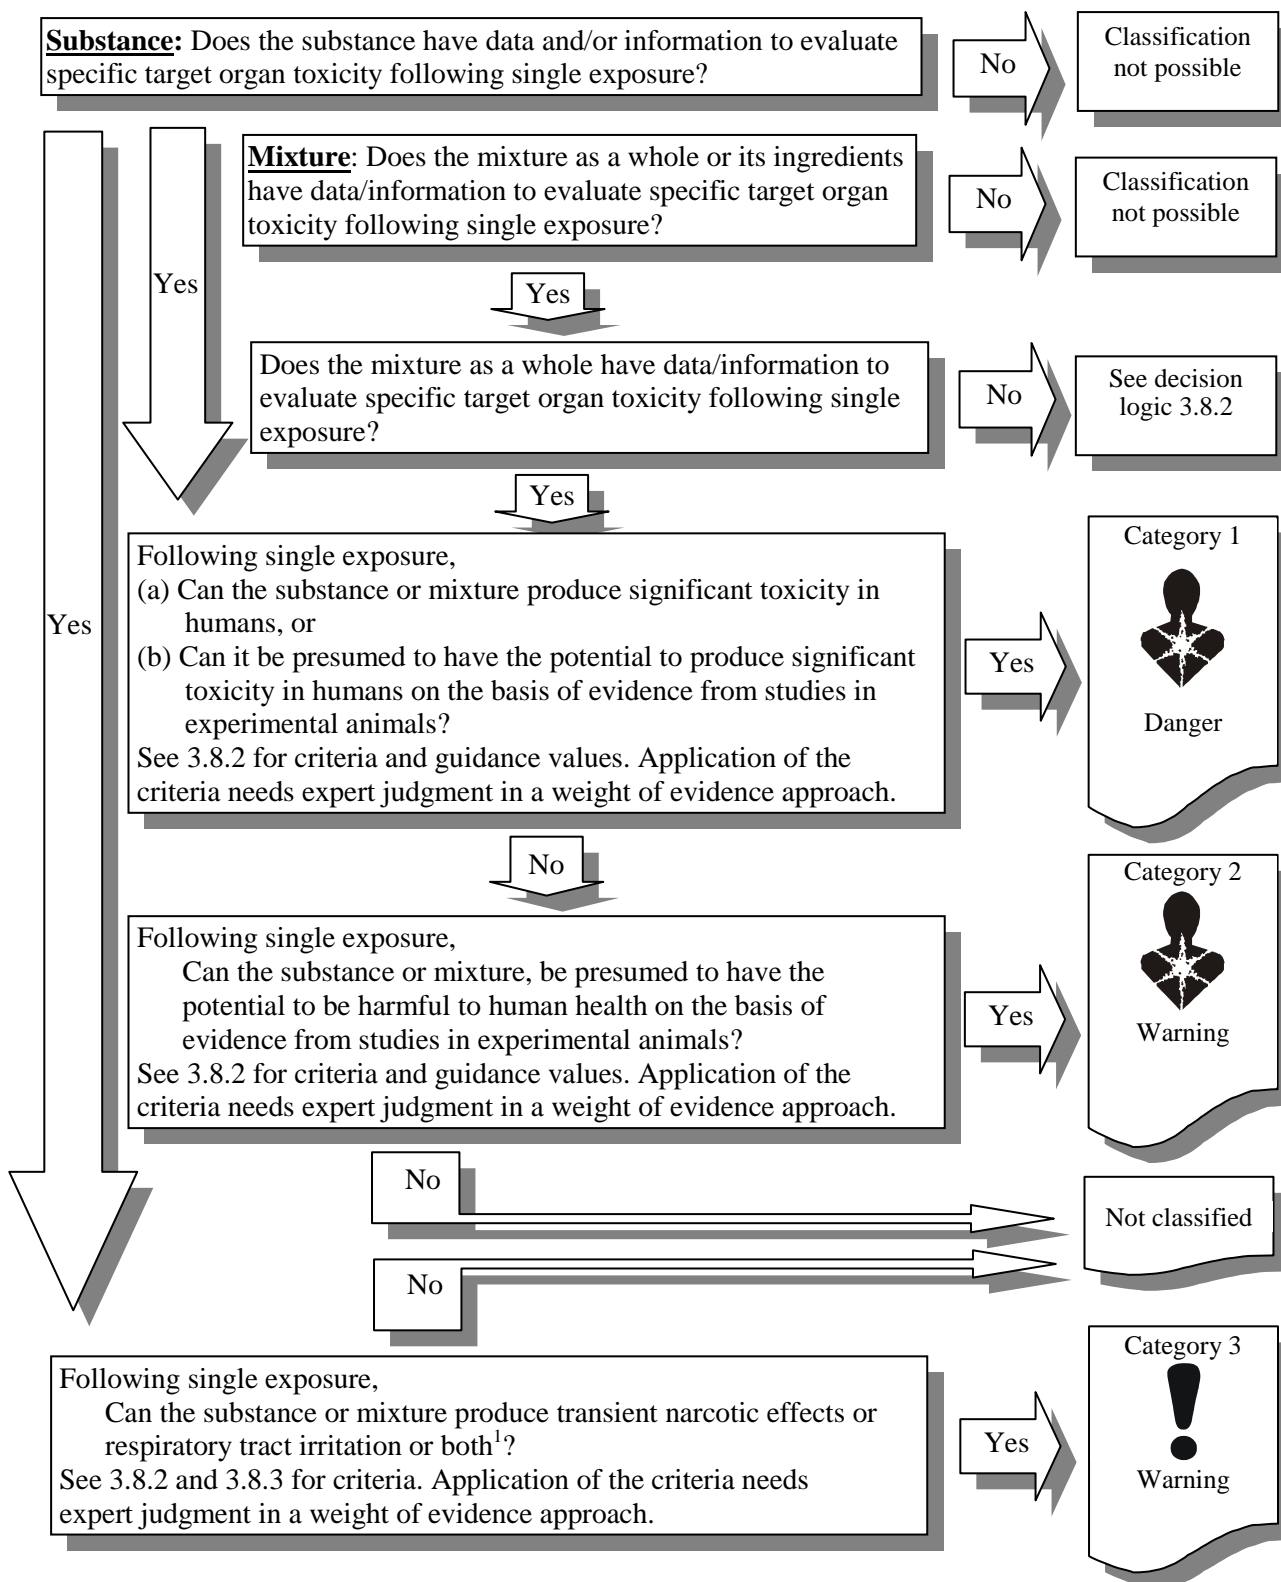 Substance: Does the substance have data and/or information to evaluate
specific target organ toxicity following single exposure?
No
Classification
not possible
Mixture: Does the mixture as a whole or its ingredients
have data/information to evaluate specific target organ
toxicity following single exposure?
No
Classification
not possible
Yes
Yes
Does the mixture as a whole have data/information to
evaluate specific target organ toxicity following single
exposure?
No
See decision
logic 3.8.2
Yes
Yes
Following single exposure,
(a) Can the substance or mixture produce significant toxicity in
humans, or
(b) Can it be presumed to have the potential to produce significant
toxicity in humans on the basis of evidence from studies in
experimental animals?
See 3.8.2 for criteria and guidance values. Application of the
criteria needs expert judgment in a weight of evidence approach.
Yes
Category 1
Danger
No
Following single exposure,
Can the substance or mixture, be presumed to have the
potential to be harmful to human health on the basis of
evidence from studies in experimental animals?
See 3.8.2 for criteria and guidance values. Application of the
criteria needs expert judgment in a weight of evidence approach.
Yes
Category 2
Warning
No
Not classified
No
Following single exposure,
Can the substance or mixture produce transient narcotic effects or
respiratory tract irritation or both¹?
See 3.8.2 and 3.8.3 for criteria. Application of the criteria needs
expert judgment in a weight of evidence approach.
Yes
Category 3
Warning